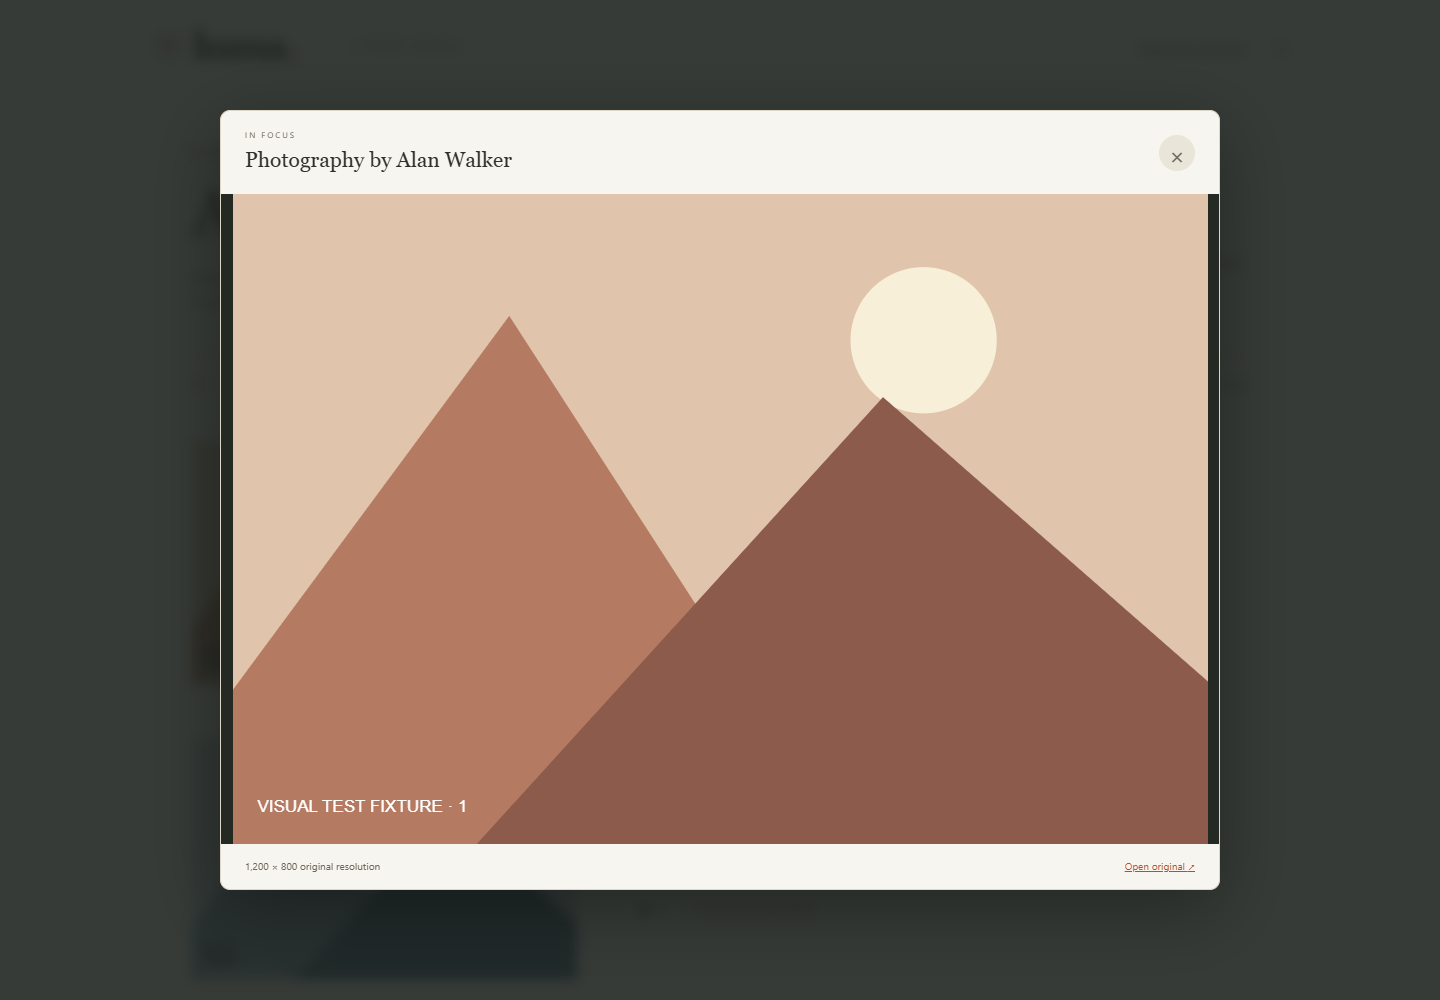 IN FOCUS
Photography by Alan Walker
×
VISUAL TEST FIXTURE · 1
1,200 × 800 original resolution
Open original ↗